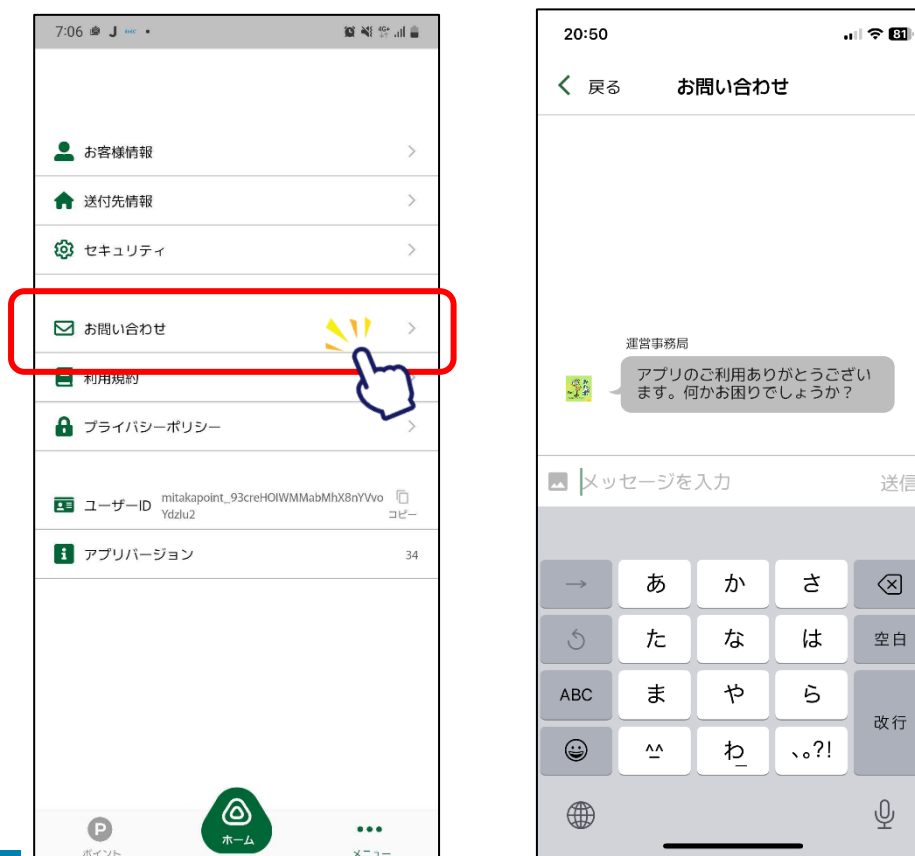 7:06
お客様情報
送付先情報
セキュリティ
お問い合わせ
利用規約
プライバシーポリシー
ユーザーID
mitakapoint_93creHOIWMMabMhX8nYVvo
Ydzlu2
コピー
アプリバージョン
34
P
ポイント
ホーム
メニュー
20:50
81
戻る
お問い合わせ
運営事務局
アプリのご利用ありがとうござい
ます。何かお困りでしょうか？
メッセージを入力
送信
→ あ か さ
た な は 空白
ABC ま や ら
改行
^^ わ 、。?!